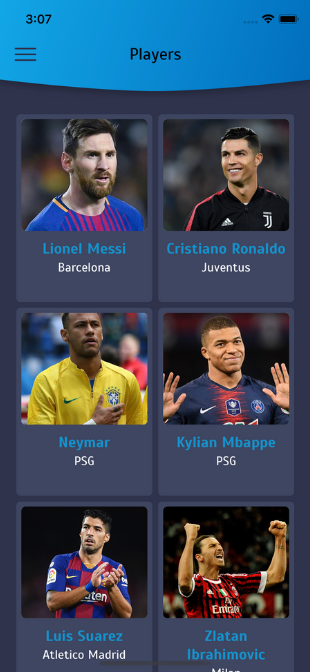 3:07
Players
Lionel Messi
Barcelona
Cristiano Ronaldo
Juventus
Neymar
PSG
Kylian Mbappe
PSG
Luis Suarez
Atletico Madrid
Zlatan
Ibrahimovic
Milan